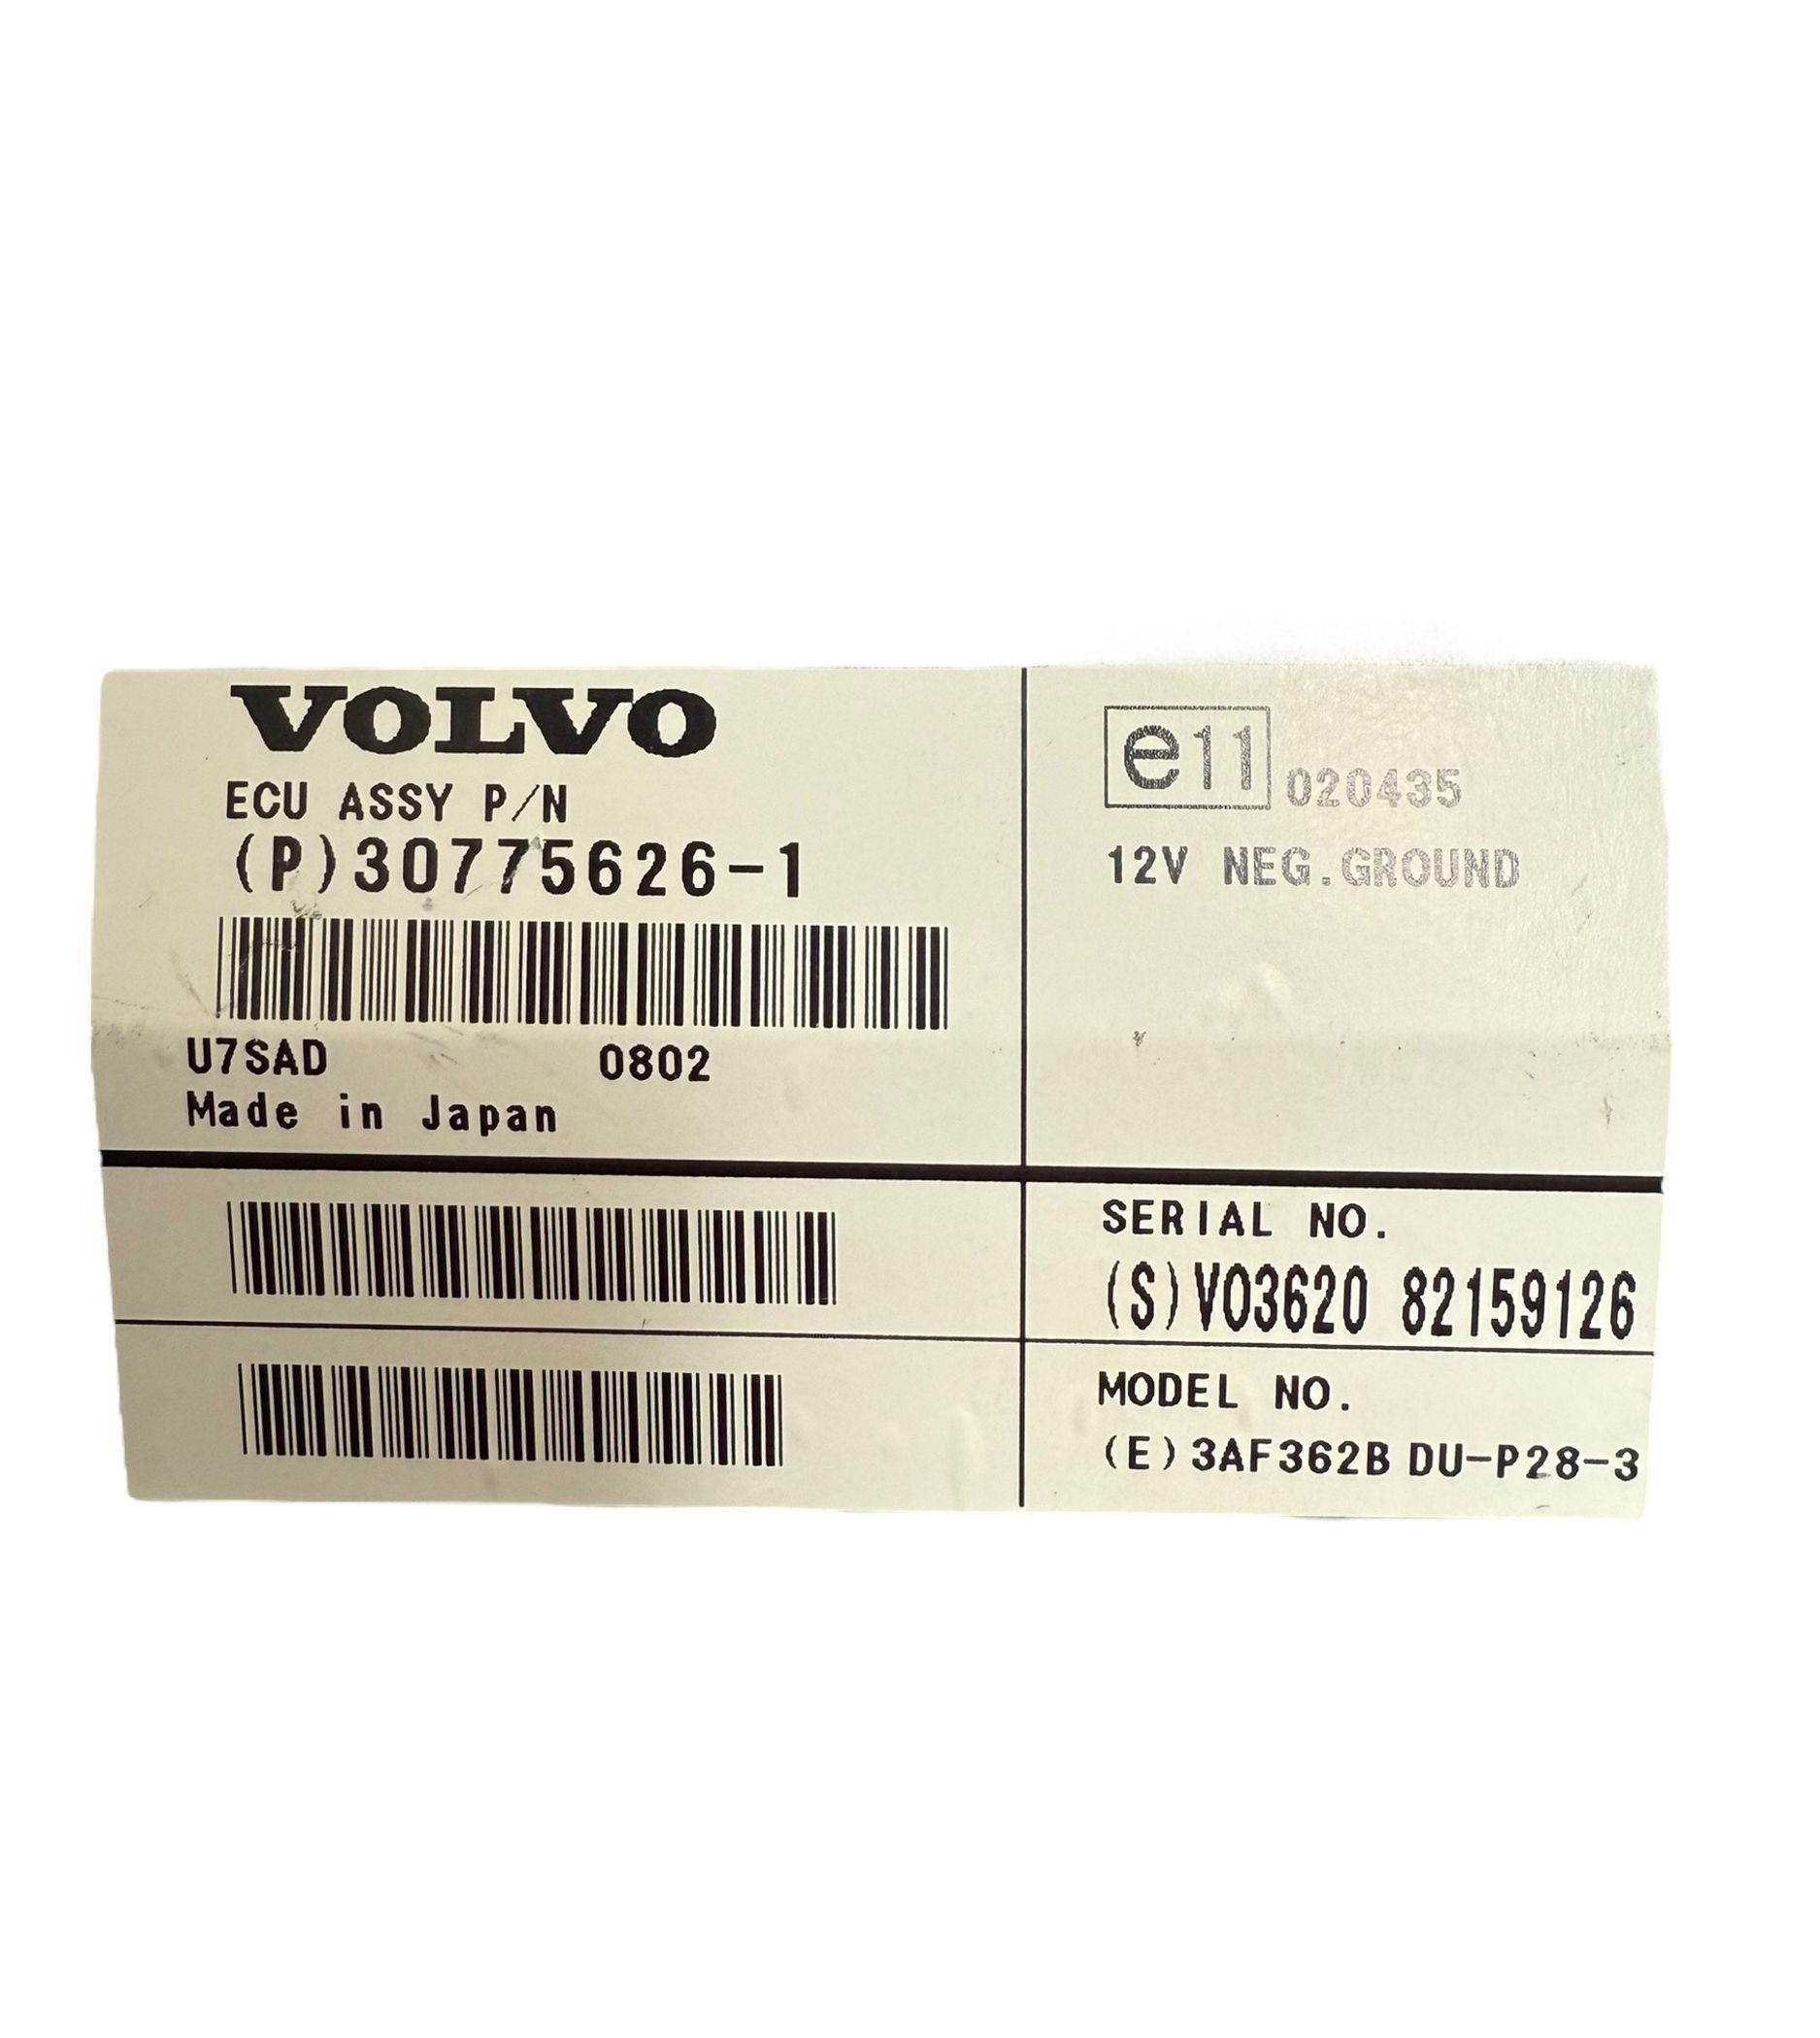 VOLVO
ECU ASSY P/N
(P)30775626-1
U7SAD 0802
Made in Japan
e11 020435
12V NEG.GROUND
SERIAL NO.
(S)VO3620 82159126
MODEL NO.
(E)3AF362B DU-P28-3